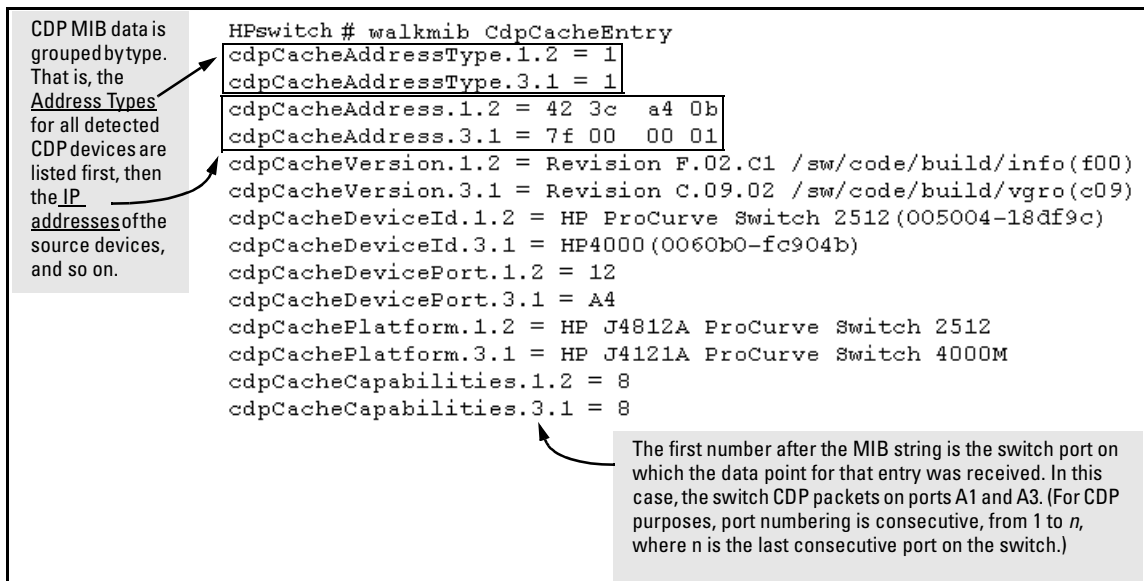 CDP MIB data is
grouped by type.
That is, the
Address Types
for all detected
CDP devices are
listed first, then
the IP
addresses of the
source devices,
and so on.
HPswitch # walkmib CdpCacheEntry
cdpCacheAddressType.1.2 = 1
cdpCacheAddressType.3.1 = 1
cdpCacheAddress.1.2 = 42 3c  a4 0b
cdpCacheAddress.3.1 = 7f 00  00 01
cdpCacheVersion.1.2 = Revision F.02.C1 /sw/code/build/info(f00)
cdpCacheVersion.3.1 = Revision C.09.02 /sw/code/build/vgro(c09)
cdpCacheDeviceId.1.2 = HP ProCurve Switch 2512(005004-18df9c)
cdpCacheDeviceId.3.1 = HP4000(0060b0-fc904b)
cdpCacheDevicePort.1.2 = 12
cdpCacheDevicePort.3.1 = A4
cdpCachePlatform.1.2 = HP J4812A ProCurve Switch 2512
cdpCachePlatform.3.1 = HP J4121A ProCurve Switch 4000M
cdpCacheCapabilities.1.2 = 8
cdpCacheCapabilities.3.1 = 8
The first number after the MIB string is the switch port on
which the data point for that entry was received. In this
case, the switch CDP packets on ports A1 and A3. (For CDP
purposes, port numbering is consecutive, from 1 to n,
where n is the last consecutive port on the switch.)